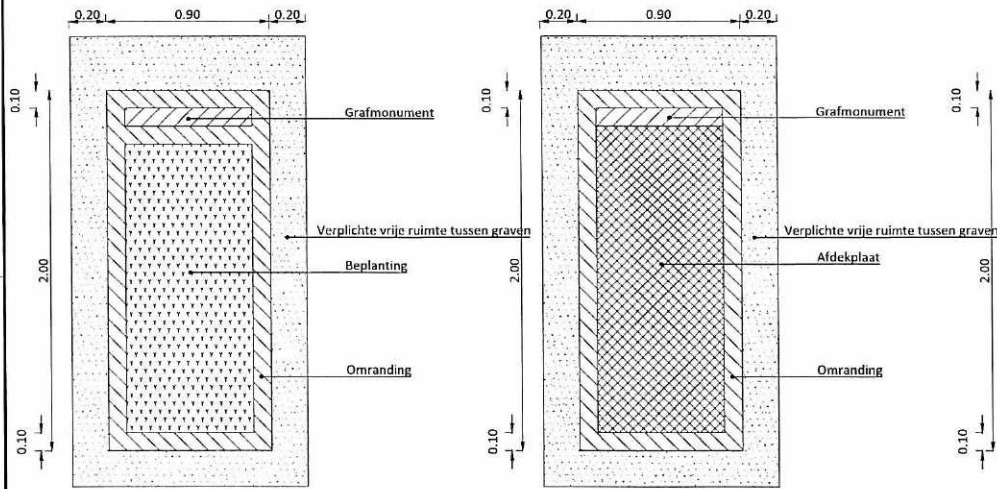 0.20 0.90 0.20
0.10
Grafmonument
Verplichte vrije ruimte tussen graven
2.00
Beplanting
Omranding
0.10
0.20 0.90 0.20
0.10
Grafmonument
Verplichte vrije ruimte tussen graven
2.00
Afdekplaat
Omranding
0.10
0.10
2.00
0.10